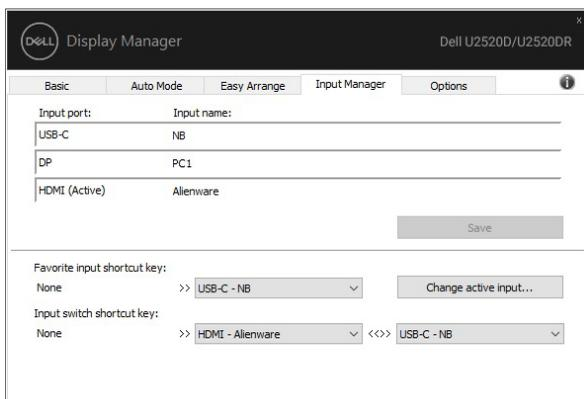 x
DELL Display Manager Dell U2520D/U2520DR
Basic Auto Mode Easy Arrange Input Manager Options i
Input port: Input name:
USB-C NB
DP PC1
HDMI (Active) Alienware
Save
Favorite input shortcut key:
None >> USB-C - NB Change active input...
Input switch shortcut key:
None >> HDMI - Alienware <<>> USB-C - NB